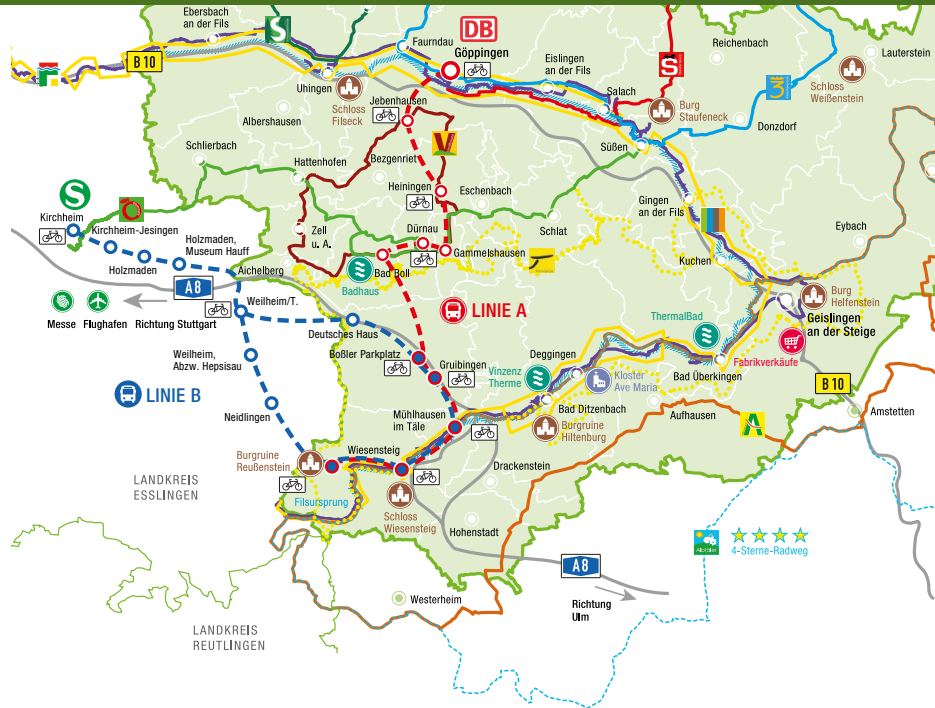 Ebersbach
an der Fils
S
DB
Faurndau
Göppingen
Eislingen
an der Fils
Reichenbach
Lauterstein
B 10
F
Uhingen
Schloss
Filseck
Jebenhausen
Salach
S
3
Schloss
Weißenstein
Burg
Staufeneck
Donzdorf
Albershausen
Süßen
Schlierbach
Hattenhofen
Bezgenriet
V
Heiningen
Eschenbach
Gingen
an der Fils
S
Kirchheim
Kirchheim-Jesingen
Holzmaden,
Museum Hauff
Holzmaden
Zell
u. A.
Dürnau
Schlat
Gammelshausen
Eybach
Kuchen
Aichelberg
Bad Boll
Badhaus
A8
Messe
Flughafen
Richtung Stuttgart
Weilheim/T.
LINIE A
Burg
Helfenstein
Geislingen
an der Steige
ThermalBad
Deutsches Haus
Boßler Parkplatz
Gruibingen
Deggingen
Fabrikverkäufe
Weilheim,
Abzw. Hepsisau
Vinzenz
Therme
Kloster
Ave Maria
Bad Überkingen
B 10
LINIE B
Neidlingen
Mühlhausen
im Täle
Bad Ditzenbach
Aufhausen
Amstetten
A
Burgruine
Hiltenburg
Burgruine
Reußenstein
Wiesensteig
Drackenstein
LANDKREIS
ESSLINGEN
Filsursprung
Schloss
Wiesensteig
Hohenstadt
4-Sterne-Radweg
A8
Westerheim
Richtung
Ulm
LANDKREIS
REUTLINGEN